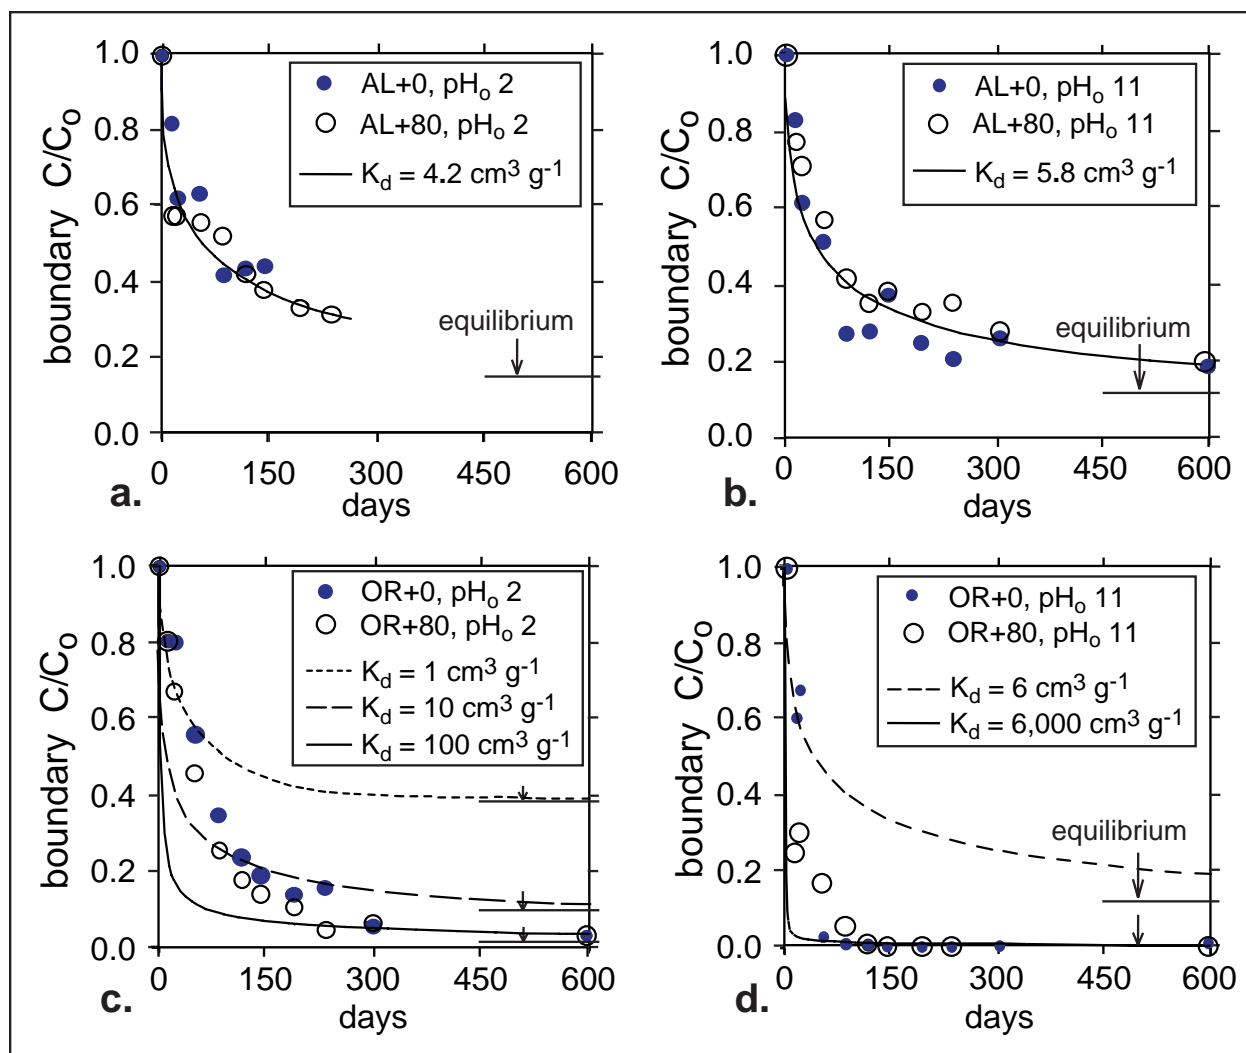 boundary C/Co
1.0
0.8
0.6
0.4
0.2
0.0
AL+0, pHo 2
AL+80, pHo 2
Kd = 4.2 cm3 g-1
equilibrium
0 150 300 450 600
a.
days
boundary C/Co
1.0
0.8
0.6
0.4
0.2
0.0
AL+0, pHo 11
AL+80, pHo 11
Kd = 5.8 cm3 g-1
equilibrium
0 150 300 450 600
b.
days
boundary C/Co
1.0
0.8
0.6
0.4
0.2
0.0
OR+0, pHo 2
OR+80, pHo 2
Kd = 1 cm3 g-1
Kd = 10 cm3 g-1
Kd = 100 cm3 g-1
0 150 300 450 600
c.
days
boundary C/Co
1.0
0.8
0.6
0.4
0.2
0.0
OR+0, pHo 11
OR+80, pHo 11
Kd = 6 cm3 g-1
Kd = 6,000 cm3 g-1
equilibrium
0 150 300 450 600
d.
days